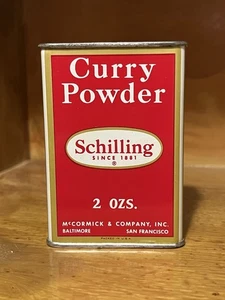 Curry
Powder
Schilling
SINCE 1881
®
2 OZS.
McCORMICK & COMPANY, INC.
BALTIMORE SAN FRANCISCO